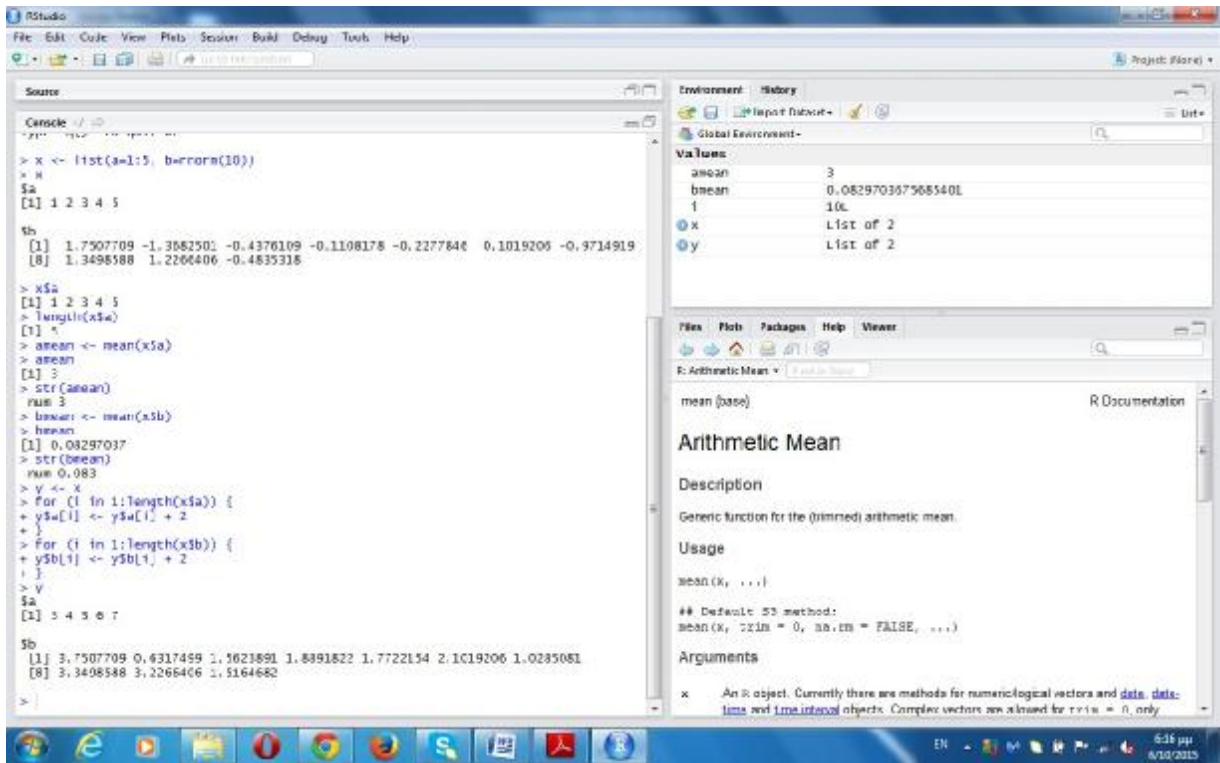 RStudio
File Edit Code View Plots Session Build Debug Tools Help
Project: (None)
Source
Console ~/
> x <- list(a=1:5, b=rnorm(10))
> x
$a
[1] 1 2 3 4 5
$b
[1] 1.7507709 -1.3682501 -0.4376109 -0.1108178 -0.2277846 0.1019206 -0.9714919
[8] 1.3498588 1.2266406 -0.4835318
> x$a
[1] 1 2 3 4 5
> length(x$a)
[1] 5
> amean <- mean(x$a)
> amean
[1] 3
> str(amean)
num 3
> bmean <- mean(x$b)
> bmean
[1] 0.08297037
> str(bmean)
num 0.083
> y <- x
> for (i in 1:length(x$a)) {
+ y$a[i] <- y$a[i] + 2
+ }
> for (i in 1:length(x$b)) {
+ y$b[i] <- y$b[i] + 2
+ }
> y
$a
[1] 3 4 5 6 7
$b
[1] 3.7507709 0.6317499 1.5623891 1.8891822 1.7722154 2.1019206 1.0285081
[8] 3.3498588 3.2266406 1.5164682
>
Environment History
Import Dataset
List
Global Environment
Values
amean 3
bmean 0.0829703675685401
i 10L
x List of 2
y List of 2
Files Plots Packages Help Viewer
R: Arithmetic Mean
mean {base} R Documentation
Arithmetic Mean
Description
Generic function for the (trimmed) arithmetic mean.
Usage
mean(x, ...)
## Default S3 method:
mean(x, trim = 0, na.rm = FALSE, ...)
Arguments
x An R object. Currently there are methods for numeric/logical vectors and date, date-
time and time interval objects. Complex vectors are allowed for trim = 0, only
EN
6:16 μμ
6/10/2015